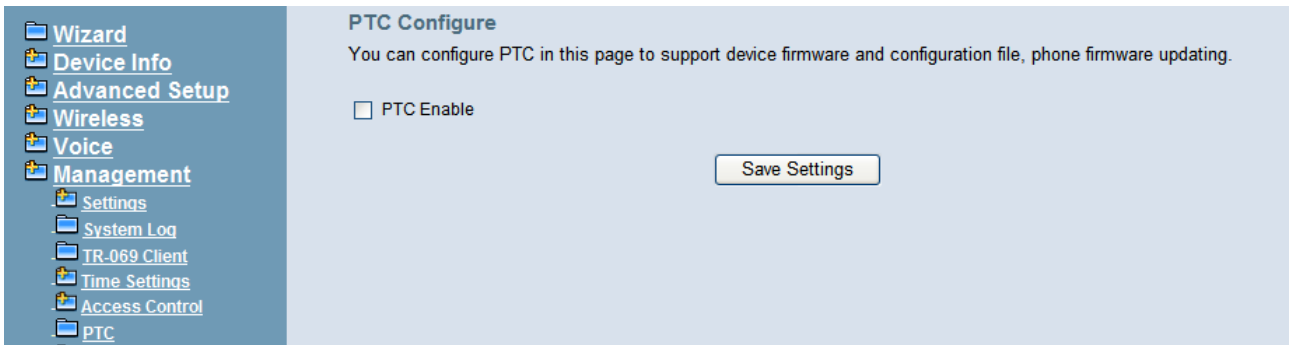 Wizard
Device Info
Advanced Setup
Wireless
Voice
Management
Settings
System Log
TR-069 Client
Time Settings
Access Control
PTC
PTC Configure
You can configure PTC in this page to support device firmware and configuration file, phone firmware updating.
PTC Enable
Save Settings